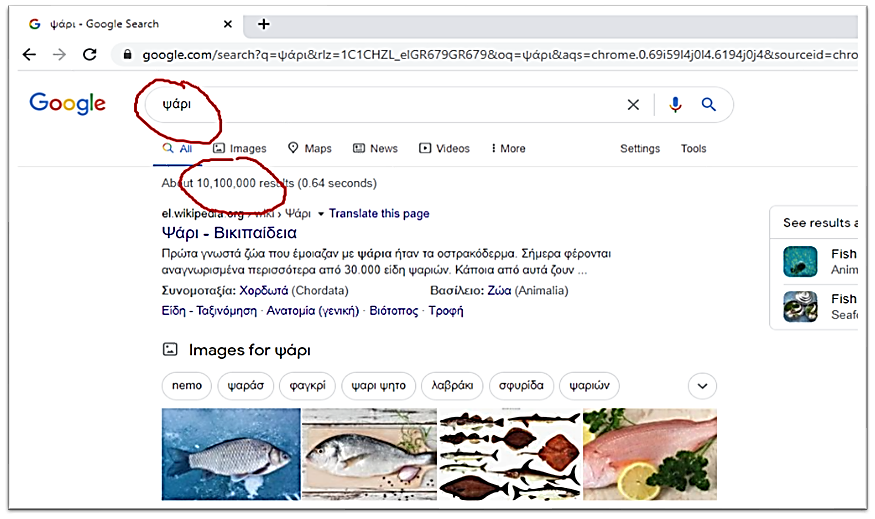 ψάρι - Google Search
google.com/search?q=ψάρι&rlz=1C1CHZL_elGR679GR679&oq=ψάρι&aqs=chrome.0.69i59l4j0l4.6194j0j4&sourceid=chro
Google
ψάρι
All Images Maps News Videos More Settings Tools
About 10,100,000 results (0.64 seconds)
el.wikipedia.org › wiki › Ψάρι Translate this page
Ψάρι - Βικιπαίδεια
Πρώτα γνωστά ζώα που έμοιαζαν με ψάρια ήταν τα οστρακόδερμα. Σήμερα φέρονται
αναγνωρισμένα περισσότερα από 30.000 είδη ψαριών. Κάποια από αυτά ζουν ...
Συνομοταξία: Χορδωτά (Chordata) Βασίλειο: Ζώα (Animalia)
Είδη - Ταξινόμηση · Ανατομία (γενική) · Βιότοπος · Τροφή
See results a
Fish
Anim
Fish
Seafo
Images for ψάρι
nemo ψαράσ φαγκρί ψαρι ψητο λαβράκι σφυρίδα ψαριών